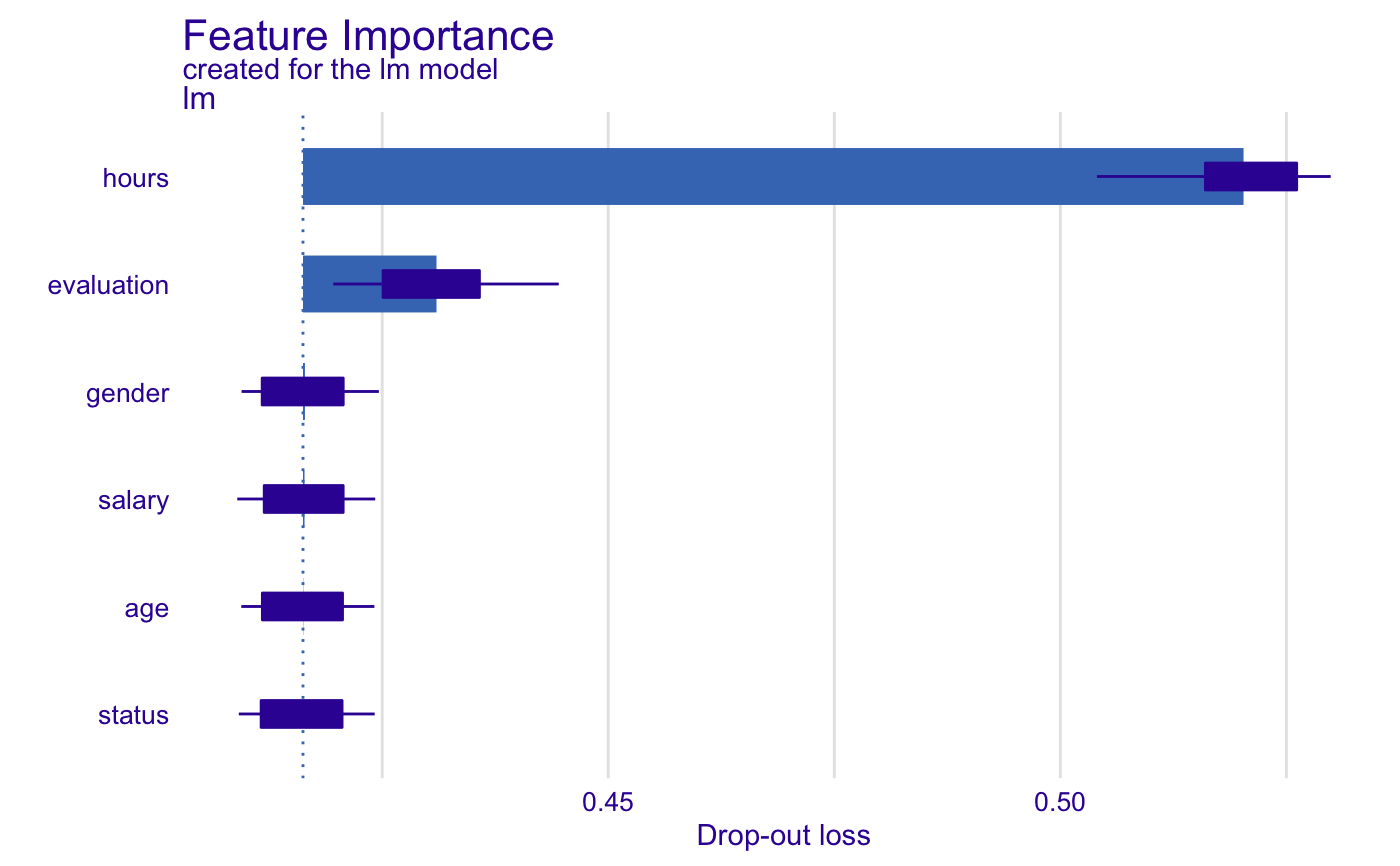 Feature Importance
created for the lm model
lm
hours
evaluation
gender
salary
age
status
0.45 0.50
Drop-out loss